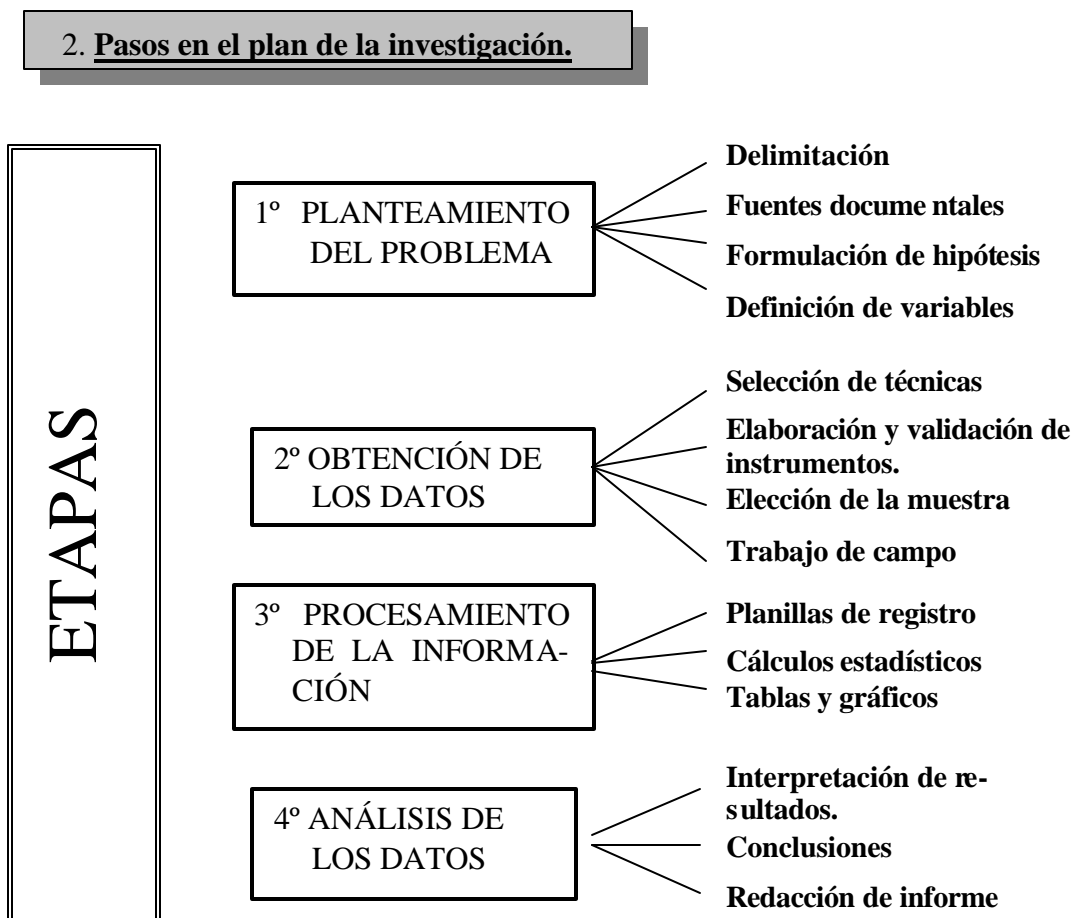 2. Pasos en el plan de la investigación.
ETAPAS
1º PLANTEAMIENTO
DEL PROBLEMA
Delimitación
Fuentes docume ntales
Formulación de hipótesis
Definición de variables
2º OBTENCIÓN DE
LOS DATOS
Selección de técnicas
Elaboración y validación de
instrumentos.
Elección de la muestra
Trabajo de campo
3º PROCESAMIENTO
DE LA INFORMA-
CIÓN
Planillas de registro
Cálculos estadísticos
Tablas y gráficos
4º ANÁLISIS DE
LOS DATOS
Interpretación de re-
sultados.
Conclusiones
Redacción de informe